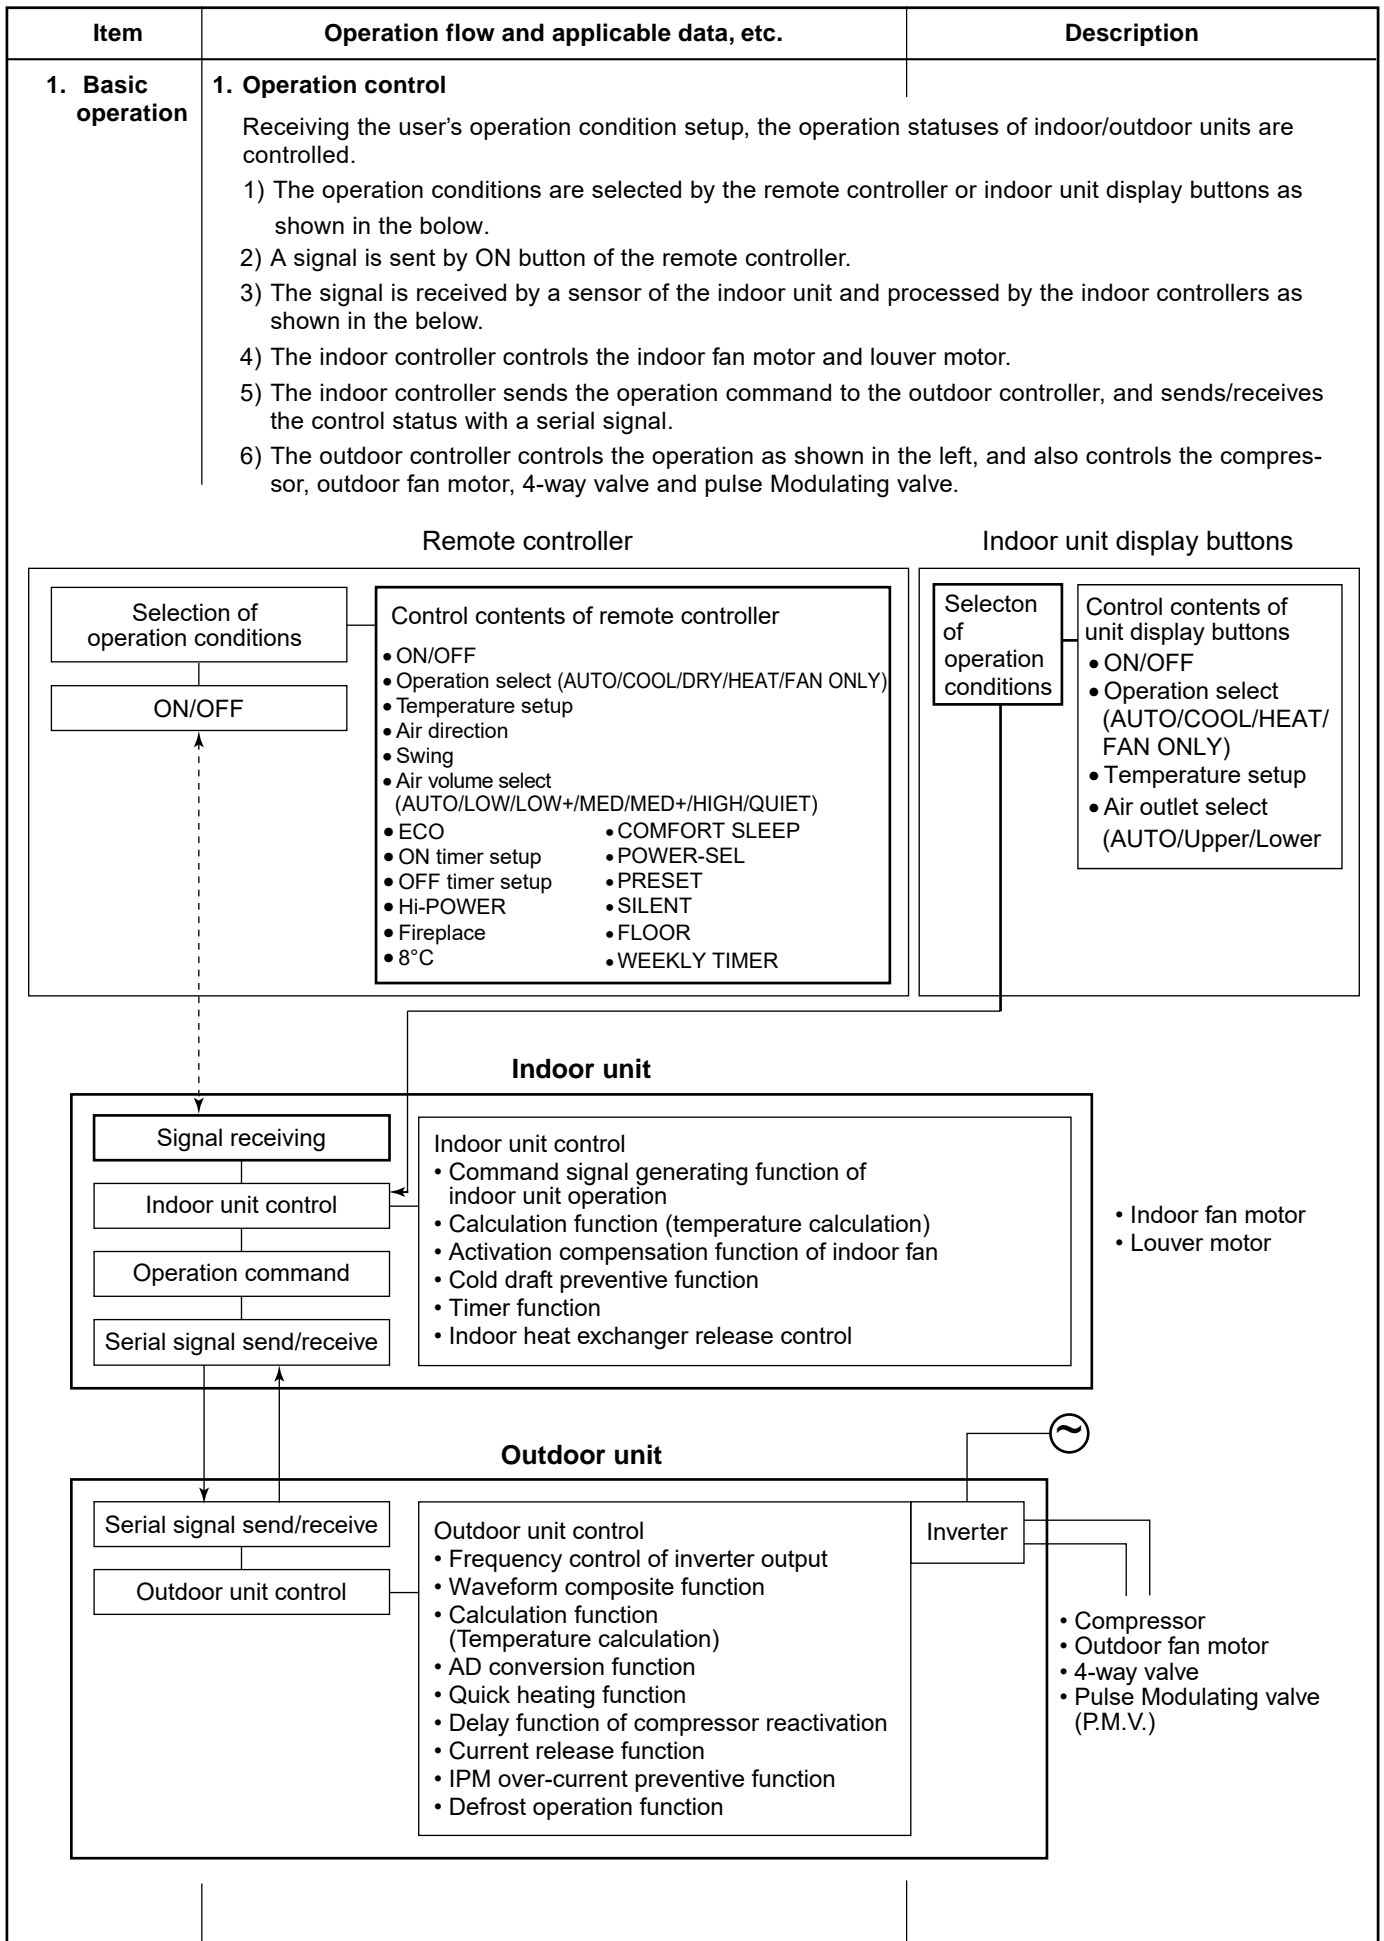 Item
Operation flow and applicable data, etc.
Description
1. Basic
operation
1. Operation control
Receiving the user's operation condition setup, the operation statuses of indoor/outdoor units are
controlled.
1) The operation conditions are selected by the remote controller or indoor unit display buttons as
shown in the bolow.
2) A signal is sent by ON button of the remote controller.
3) The signal is received by a sensor of the indoor unit and processed by the indoor controllers as
shown in the below.
4) The indoor controller controls the indoor fan motor and louver motor.
5) The indoor controller sends the operation command to the outdoor controller, and sends/receives
the control status with a serial signal.
6) The outdoor controller controls the operation as shown in the left, and also controls the compres-
sor, outdoor fan motor, 4-way valve and pulse Modulating valve.
Remote controller
Selection of
operation conditions
ON/OFF
Control contents of remote controller
• ON/OFF
• Operation select (AUTO/COOL/DRY/HEAT/FAN ONLY)
• Temperature setup
• Air direction
• Swing
• Air volume select
(AUTO/LOW/LOW+/MED/MED+/HIGH/QUIET)
• ECO
• ON timer setup
• OFF timer setup
• Hi-POWER
• Fireplace
• 8°C
• COMFORT SLEEP
• POWER-SEL
• PRESET
• SILENT
• FLOOR
• WEEKLY TIMER
Indoor unit display buttons
Selecton
of
operation
conditions
Control contents of
unit display buttons
• ON/OFF
• Operation select
(AUTO/COOL/HEAT/
FAN ONLY)
• Temperature setup
• Air outlet select
(AUTO/Upper/Lower
Indoor unit
Signal receiving
Indoor unit control
Operation command
Serial signal send/receive
Indoor unit control
• Command signal generating function of
indoor unit operation
• Calculation function (temperature calculation)
• Activation compensation function of indoor fan
• Cold draft preventive function
• Timer function
• Indoor heat exchanger release control
• Indoor fan motor
• Louver motor
~
Outdoor unit
Serial signal send/receive
Outdoor unit control
Outdoor unit control
• Frequency control of inverter output
• Waveform composite function
• Calculation function
(Temperature calculation)
• AD conversion function
• Quick heating function
• Delay function of compressor reactivation
• Current release function
• IPM over-current preventive function
• Defrost operation function
Inverter
• Compressor
• Outdoor fan motor
• 4-way valve
• Pulse Modulating valve
(P.M.V.)